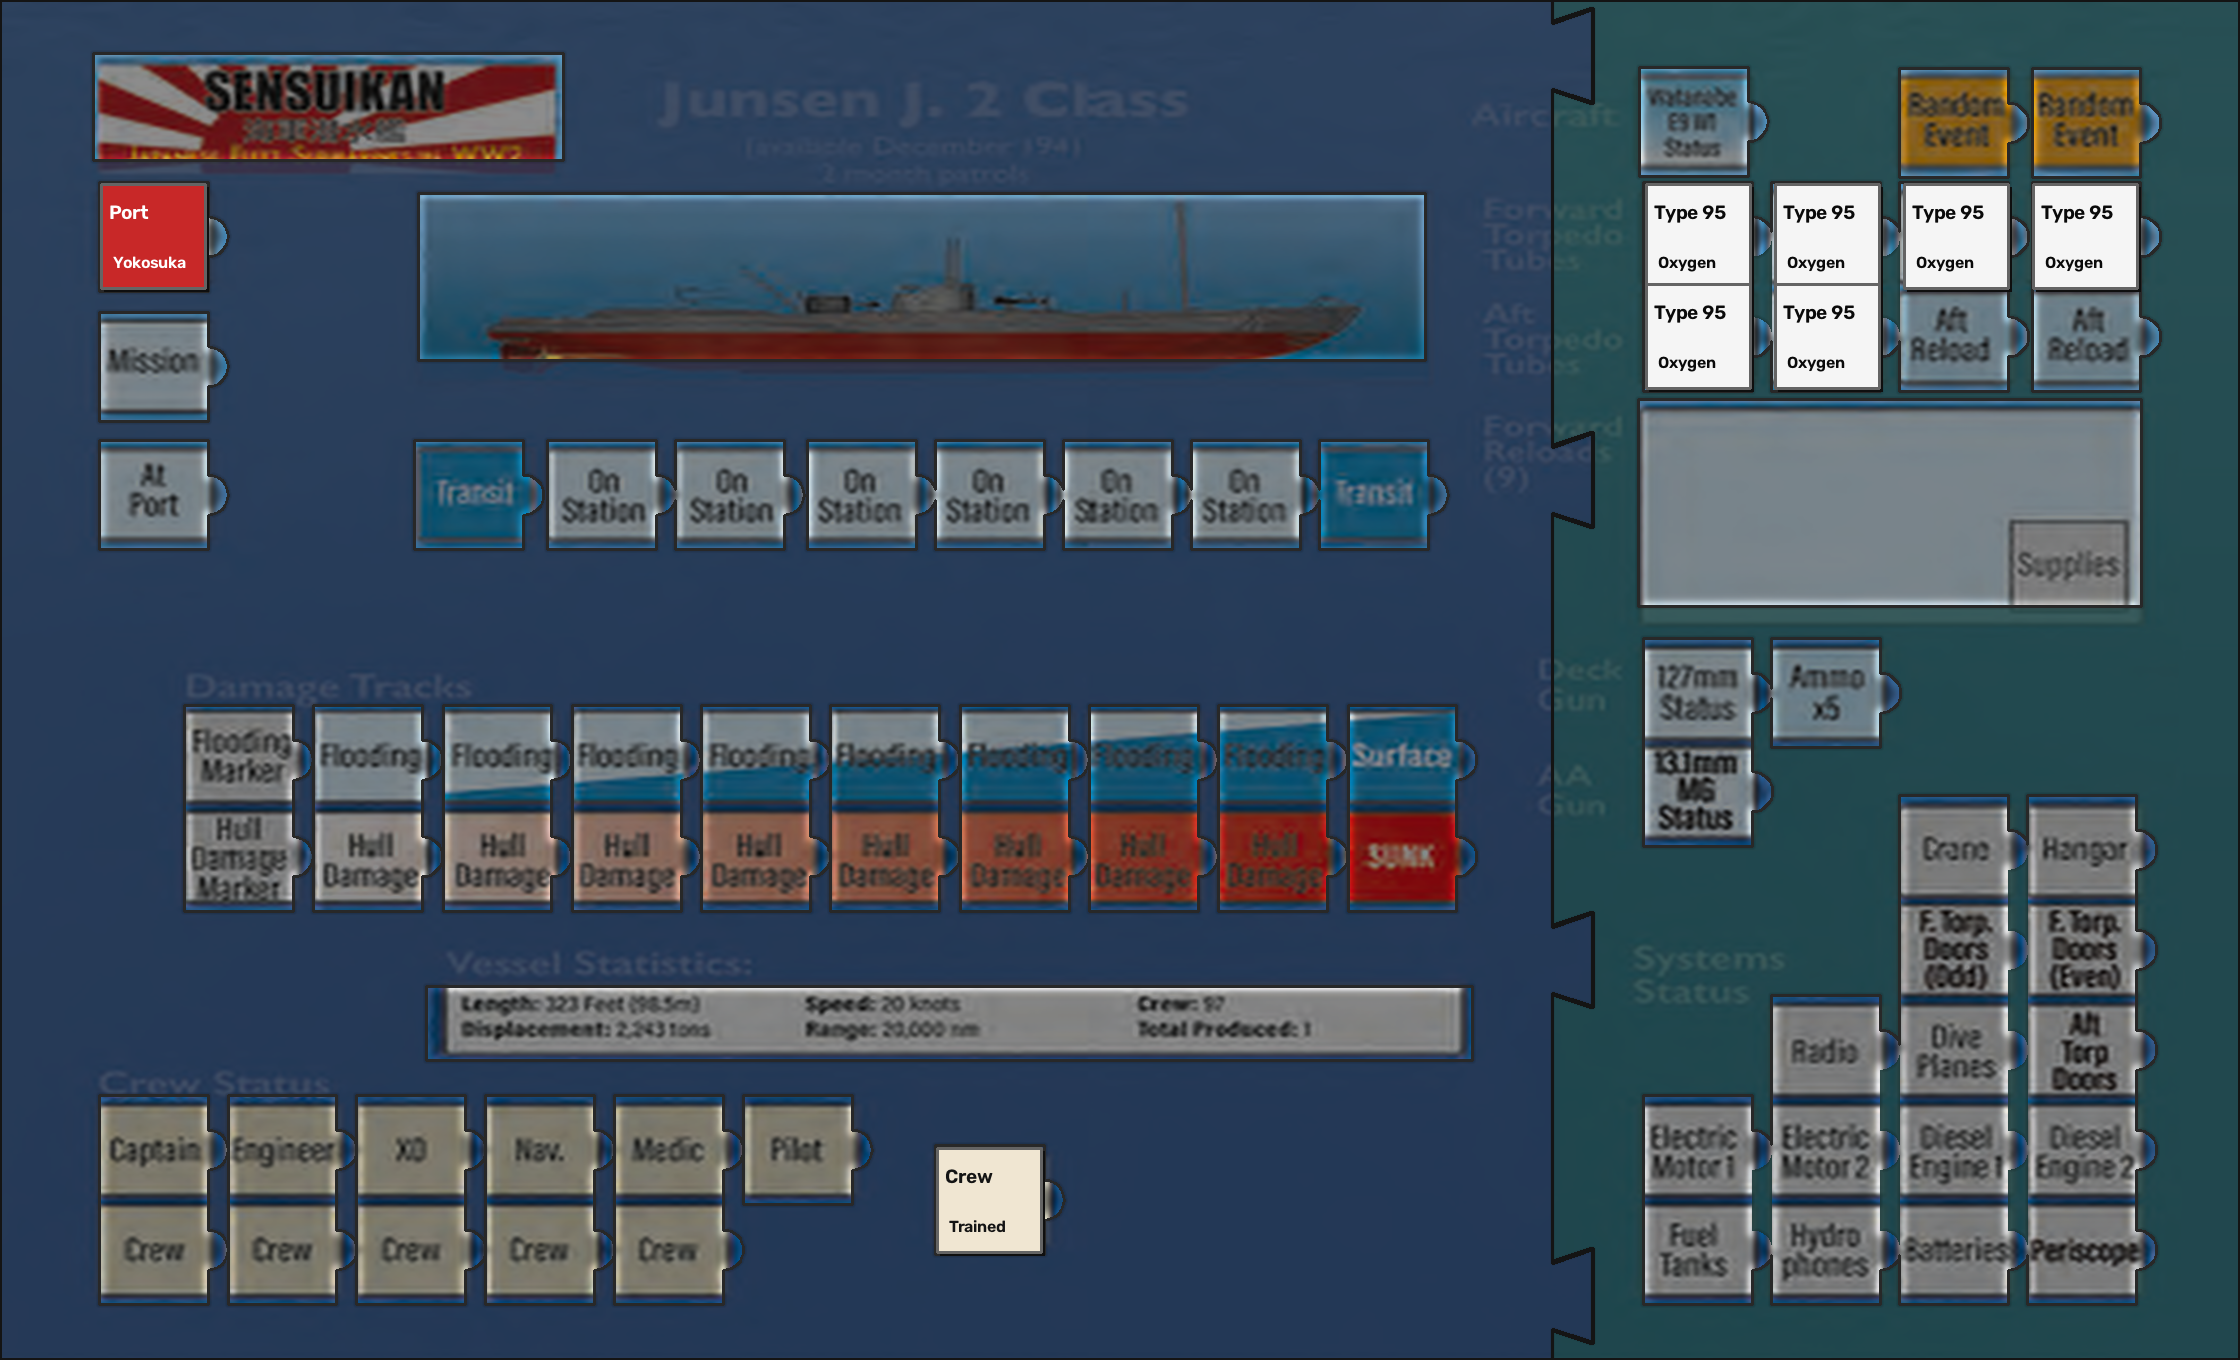 SENSUIKAN
JAPANESE FLEET SUBMARINES IN WW2
Junsen J. 2 Class
(available December 1941
2 month patrols
Port
Yokosuka
Mission
At
Port
Transit
On
Station
On
Station
On
Station
On
Station
On
Station
On
Station
Transit
Damage Tracks
Flooding
Marker
Flooding
Flooding
Flooding
Flooding
Flooding
Flooding
Flooding
Flooding
Surface
Hull
Damage
Marker
Hull
Damage
Hull
Damage
Hull
Damage
Hull
Damage
Hull
Damage
Hull
Damage
Hull
Damage
Hull
Damage
SUNK
Vessel Statistics:
Length: 323 Feet (98.5m) Speed: 20 knots Crew: 97
Displacement: 2,243 tons Range: 20,000 nm Total Produced: 1
Crew Status
Captain
Engineer
XO
Nav.
Medic
Pilot
Crew
Crew
Crew
Crew
Crew
Crew
Trained
Aircraft
Watanabe
E9 W1
Status
Random
Event
Random
Event
Forward
Torpedo
Tubes
Type 95
Oxygen
Type 95
Oxygen
Type 95
Oxygen
Type 95
Oxygen
Aft
Torpedo
Tubes
Type 95
Oxygen
Type 95
Oxygen
Aft
Reload
Aft
Reload
Forward
Reloads
(9)
Supplies
Deck
Gun
127mm
Status
Ammo
x5
AA
Gun
13.1mm
MG
Status
Systems
Status
Crane
Hangar
F. Torp.
Doors
(Odd)
F. Torp.
Doors
(Even)
Radio
Dive
Planes
Aft
Torp
Doors
Electric
Motor 1
Electric
Motor 2
Diesel
Engine 1
Diesel
Engine 2
Fuel
Tanks
Hydro
phones
Batteries
Periscope